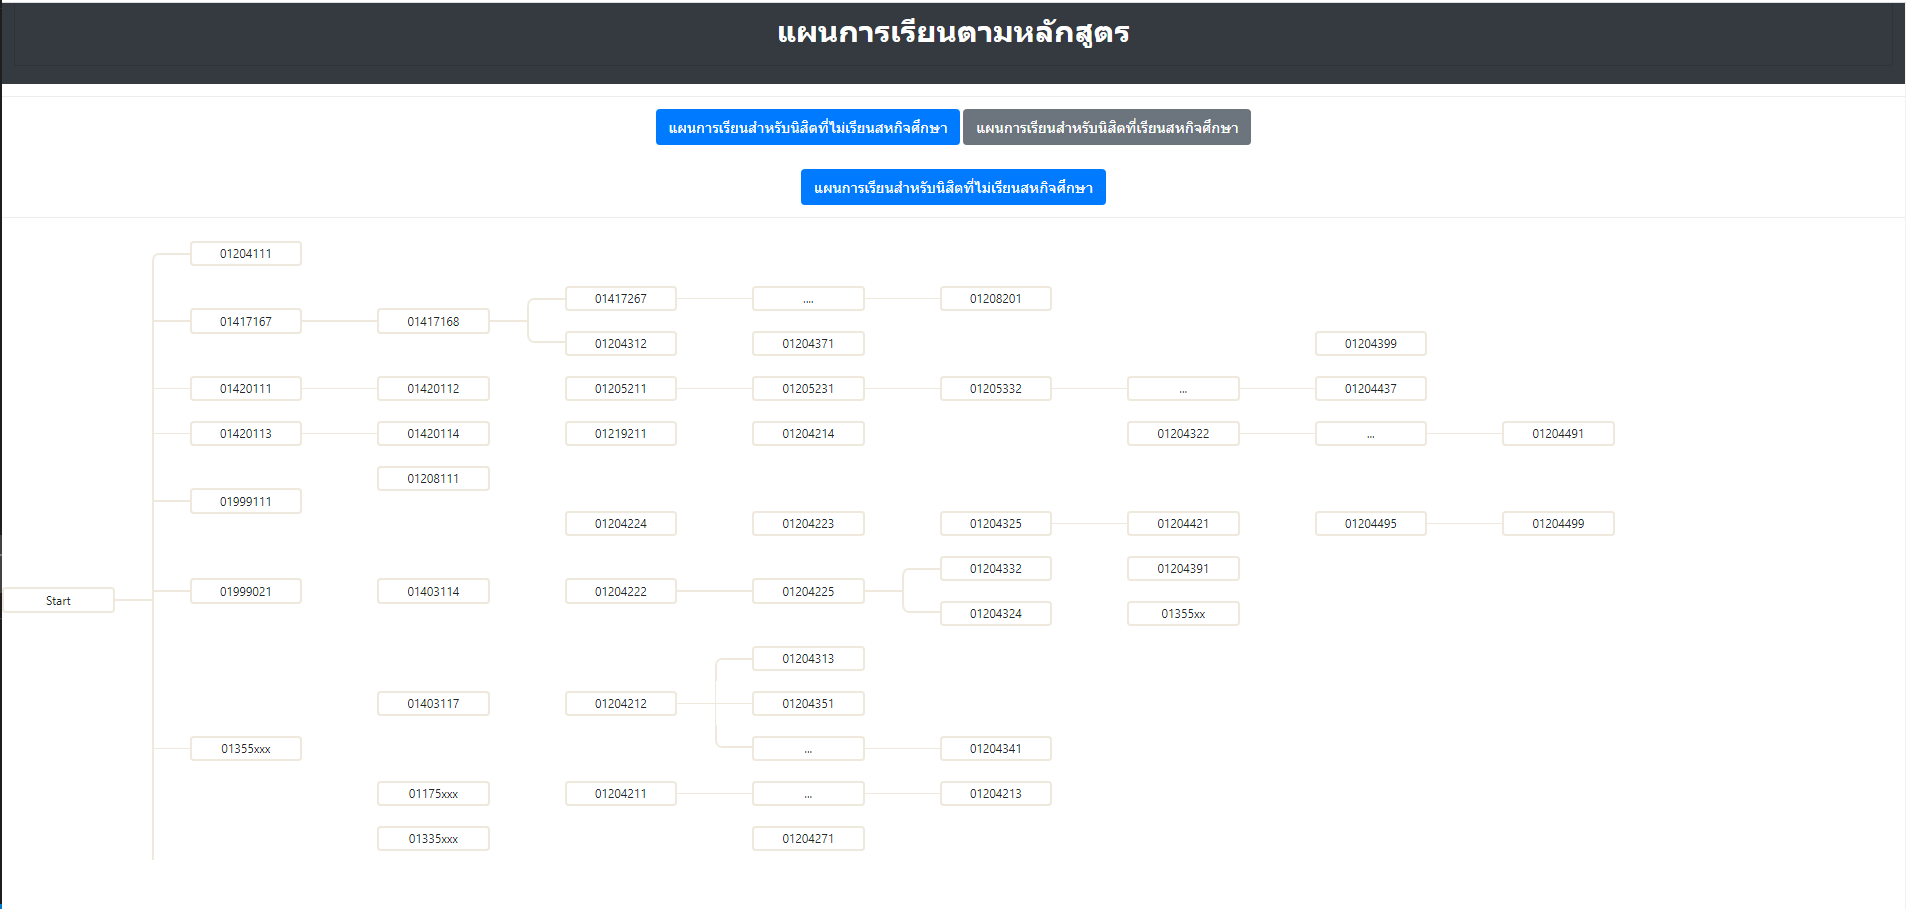 แผนการเรียนตามหลักสูตร
แผนการเรียนสำหรับนิสิตที่ไม่เรียนสหกิจศึกษา แผนการเรียนสำหรับนิสิตที่เรียนสหกิจศึกษา
แผนการเรียนสำหรับนิสิตที่ไม่เรียนสหกิจศึกษา
01204111
01417267 .... 01208201
01417167 01417168
01204312 01204371 01204399
01420111 01420112 01205211 01205231 01205332 ... 01204437
01420113 01420114 01219211 01204214 01204322 ... 01204491
01208111
01999111
01204224 01204223 01204325 01204421 01204495 01204499
01204332 01204391
01999021 01403114 01204222 01204225
Start
01204324 01355xx
01204313
01403117 01204212 01204351
01355xxx ... 01204341
01175xxx 01204211 ... 01204213
01335xxx 01204271